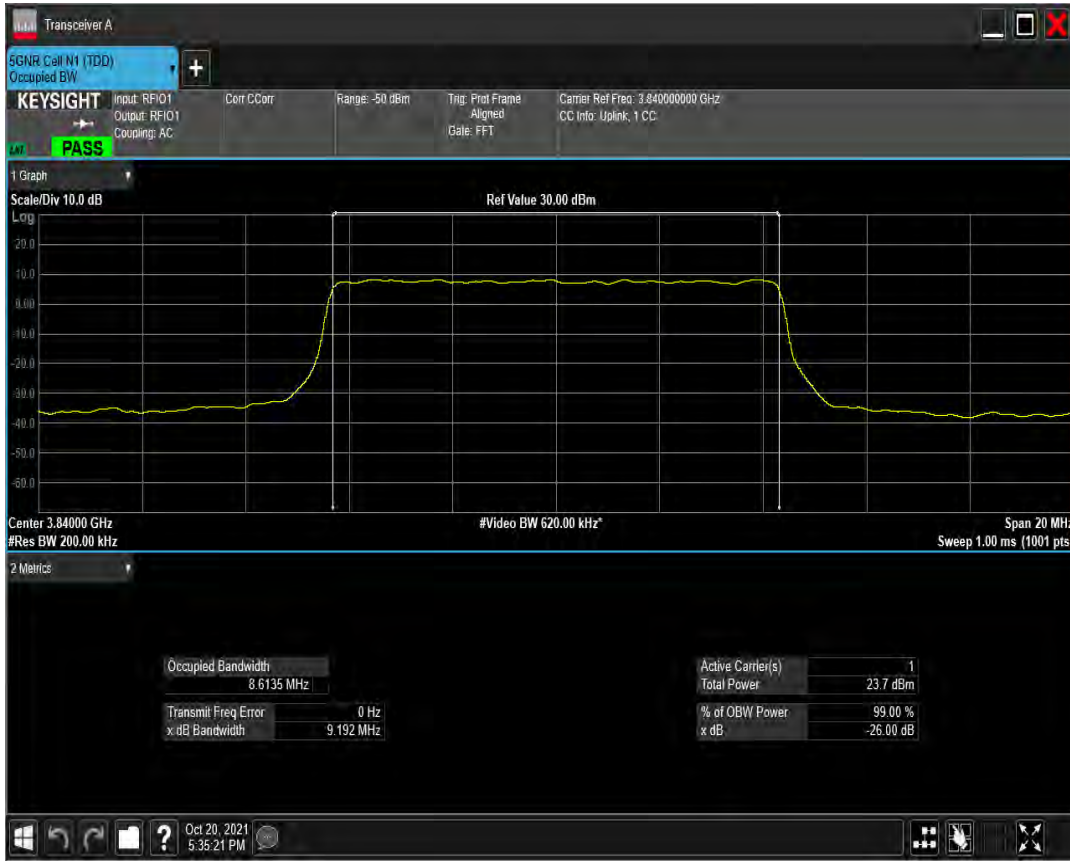 Transceiver A
5GNR Cell N1 (TDD)
Occupied BW
+
KEYSIGHT
PASS
Input: RFIO1
Output: RFIO1
Coupling: AC
Corr CCorr
Range: -50 dBm
Trig: Prot Frame
Aligned
Gate: FFT
Carrier Ref Freq: 3.840000000 GHz
CC Info: Uplink, 1 CC
1 Graph
Scale/Div 10.0 dB
Ref Value 30.00 dBm
Log
20.0
10.0
0.00
-10.0
-20.0
-30.0
-40.0
-50.0
-60.0
Center 3.84000 GHz
#Video BW 620.00 kHz*
Span 20 MHz
#Res BW 200.00 kHz
Sweep 1.00 ms (1001 pts
2 Metrics
Occupied Bandwidth
8.6135 MHz
Transmit Freq Error 0 Hz
x dB Bandwidth 9.192 MHz
Active Carrier(s) 1
Total Power 23.7 dBm
% of OBW Power 99.00 %
x dB -26.00 dB
?
Oct 20, 2021
5:35:21 PM